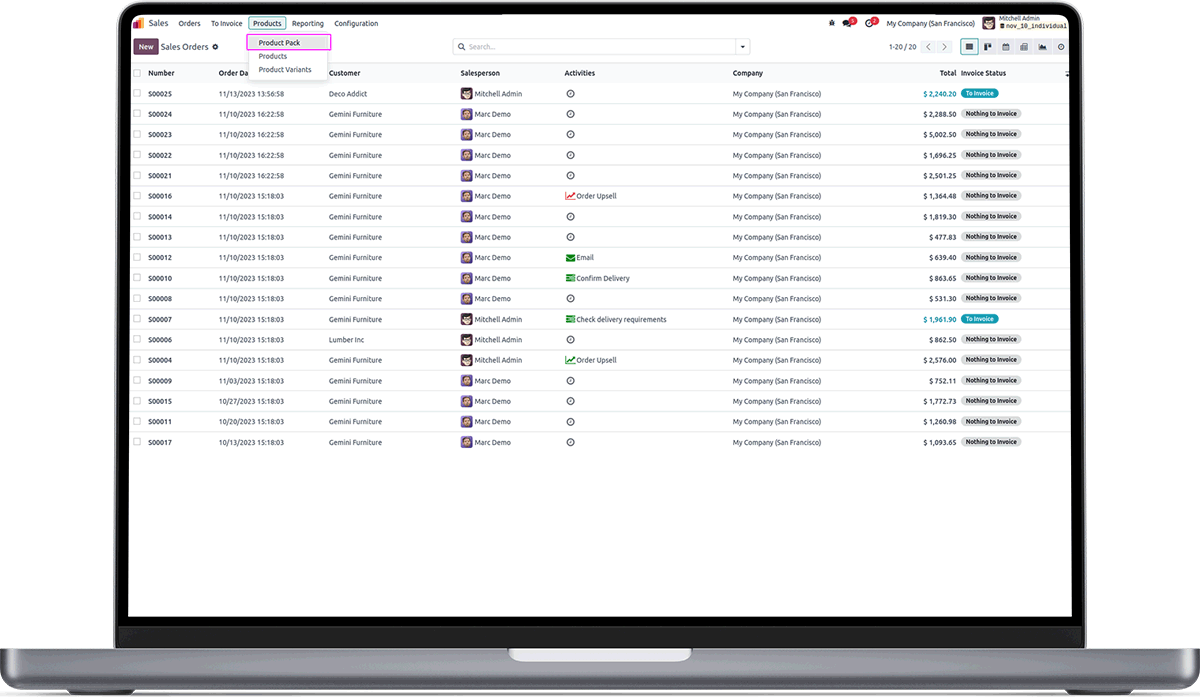 Sales Orders To Invoice Products Reporting Configuration 5 2 My Company (San Francisco) Mitchell Admin
nov_10_individual
New Sales Orders Search... 1-20 / 20
Product Pack
Products
Product Variants
Number Order Da Customer Salesperson Activities Company Total Invoice Status
S00025 11/13/2023 13:56:58 Deco Addict Mitchell Admin My Company (San Francisco) $ 2,240.20 To Invoice
S00024 11/10/2023 16:22:58 Gemini Furniture Marc Demo My Company (San Francisco) $ 2,288.50 Nothing to Invoice
S00023 11/10/2023 16:22:58 Gemini Furniture Marc Demo My Company (San Francisco) $ 5,002.50 Nothing to Invoice
S00022 11/10/2023 16:22:58 Gemini Furniture Marc Demo My Company (San Francisco) $ 1,696.25 Nothing to Invoice
S00021 11/10/2023 16:22:58 Gemini Furniture Marc Demo My Company (San Francisco) $ 2,501.25 Nothing to Invoice
S00016 11/10/2023 15:18:03 Gemini Furniture Marc Demo Order Upsell My Company (San Francisco) $ 1,364.48 Nothing to Invoice
S00014 11/10/2023 15:18:03 Gemini Furniture Marc Demo My Company (San Francisco) $ 1,819.30 Nothing to Invoice
S00013 11/10/2023 15:18:03 Gemini Furniture Marc Demo My Company (San Francisco) $ 477.83 Nothing to Invoice
S00012 11/10/2023 15:18:03 Gemini Furniture Marc Demo Email My Company (San Francisco) $ 639.40 Nothing to Invoice
S00010 11/10/2023 15:18:03 Gemini Furniture Marc Demo Confirm Delivery My Company (San Francisco) $ 863.65 Nothing to Invoice
S00008 11/10/2023 15:18:03 Gemini Furniture Marc Demo My Company (San Francisco) $ 531.30 Nothing to Invoice
S00007 11/10/2023 15:18:03 Gemini Furniture Mitchell Admin Check delivery requirements My Company (San Francisco) $ 1,961.90 To Invoice
S00006 11/10/2023 15:18:03 Lumber Inc Mitchell Admin My Company (San Francisco) $ 862.50 Nothing to Invoice
S00004 11/10/2023 15:18:03 Gemini Furniture Mitchell Admin Order Upsell My Company (San Francisco) $ 2,576.00 Nothing to Invoice
S00009 11/03/2023 15:18:03 Gemini Furniture Marc Demo My Company (San Francisco) $ 752.11 Nothing to Invoice
S00015 10/27/2023 15:18:03 Gemini Furniture Marc Demo My Company (San Francisco) $ 1,772.73 Nothing to Invoice
S00011 10/20/2023 15:18:03 Gemini Furniture Marc Demo My Company (San Francisco) $ 1,260.98 Nothing to Invoice
S00017 10/13/2023 15:18:03 Gemini Furniture Marc Demo My Company (San Francisco) $ 1,093.65 Nothing to Invoice